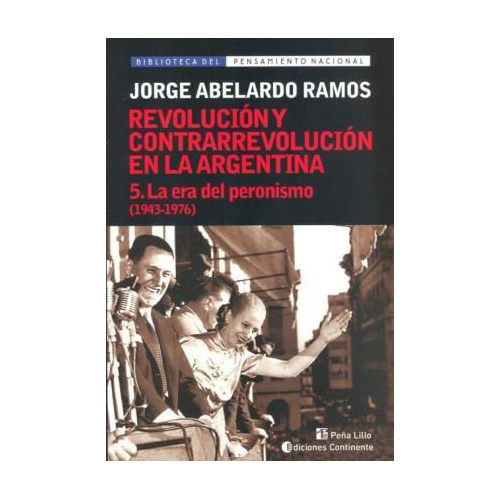 BIBLIOTECA DEL PENSAMIENTO NACIONAL
JORGE ABELARDO RAMOS
REVOLUCIÓN Y
CONTRARREVOLUCIÓN
EN LA ARGENTINA
5. La era del peronismo
(1943-1976)
Peña Lillo
Ediciones Continente